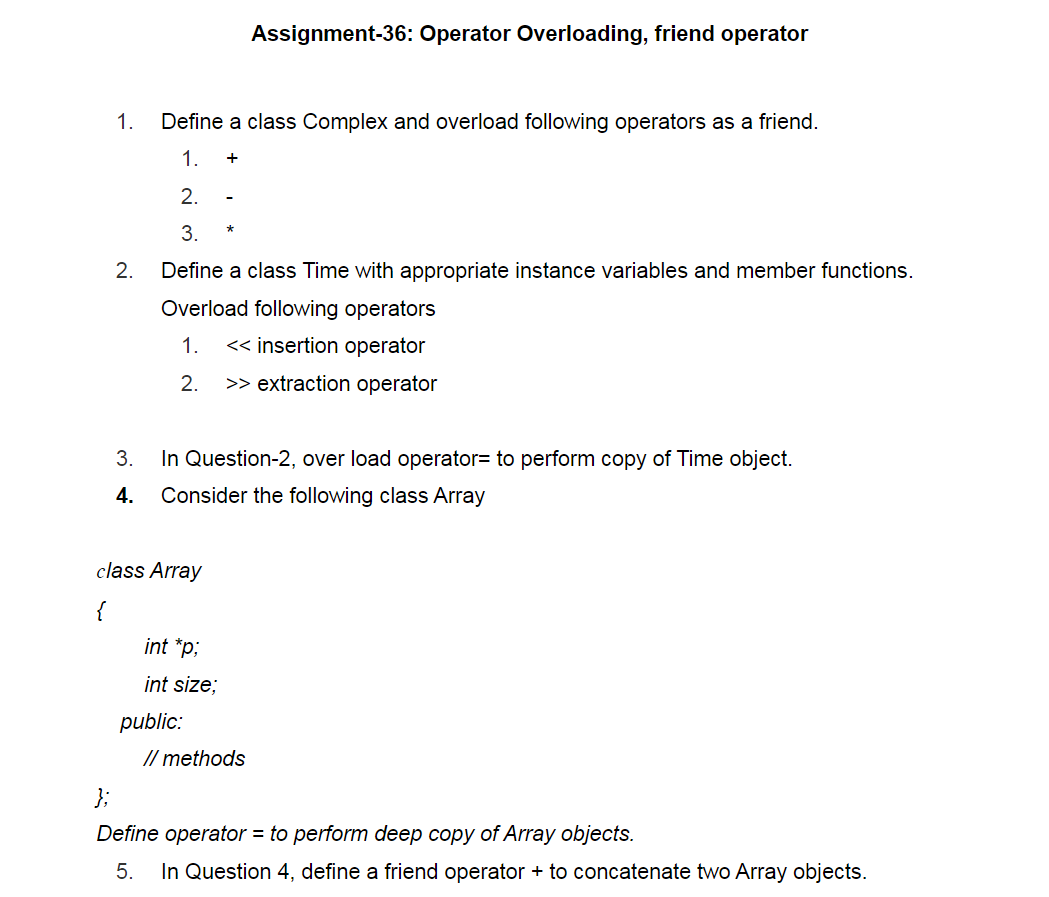 Assignment-36: Operator Overloading, friend operator
1. Define a class Complex and overload following operators as a friend.
1. +
2. -
3. *
2. Define a class Time with appropriate instance variables and member functions.
Overload following operators
1. << insertion operator
2. >> extraction operator
3. In Question-2, over load operator= to perform copy of Time object.
4. Consider the following class Array
class Array
{
int *p;
int size;
public:
// methods
};
Define operator = to perform deep copy of Array objects.
5. In Question 4, define a friend operator + to concatenate two Array objects.